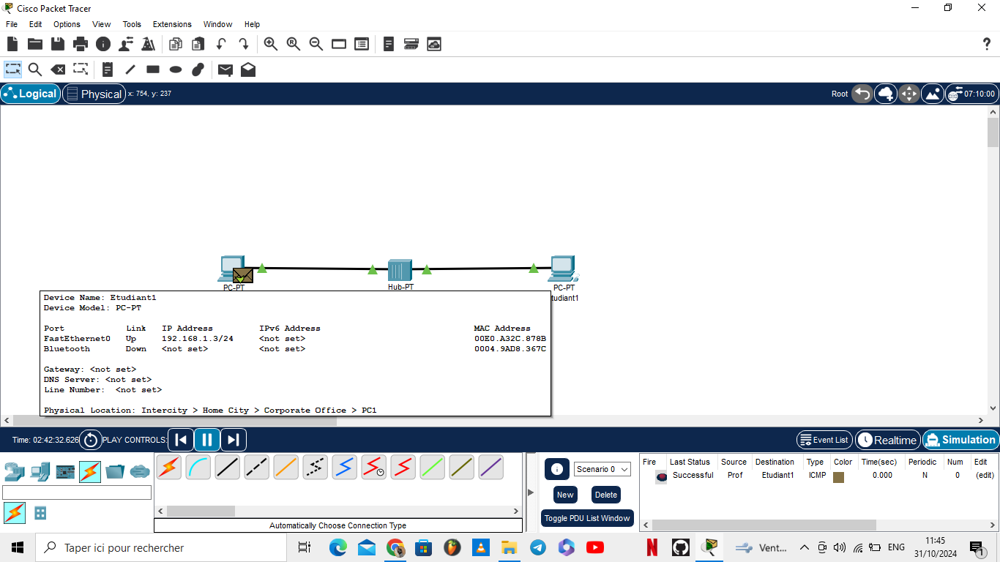 Cisco Packet Tracer
File Edit Options View Tools Extensions Window Help
Logical Physical x: 754, y: 237 Root 07:10:00
PC-PT Hub-PT PC-PT
tudiant1
Device Name: Etudiant1
Device Model: PC-PT
Port Link IP Address IPv6 Address MAC Address
FastEthernet0 Up 192.168.1.3/24 <not set> 00E0.A32C.878B
Bluetooth Down <not set> <not set> 0004.9AD8.367C
Gateway: <not set>
DNS Server: <not set>
Line Number: <not set>
Physical Location: Intercity > Home City > Corporate Office > PC1
Time: 02:42:32.626 PLAY CONTROLS: Event List Realtime Simulation
Scenario 0
New Delete
Toggle PDU List Window
Fire Last Status Source Destination Type Color Time(sec) Periodic Num Edit
Successful Prof Etudiant1 ICMP 0.000 N 0 (edit)
Automatically Choose Connection Type
Taper ici pour rechercher
Vent... ENG 11:45
31/10/2024
1